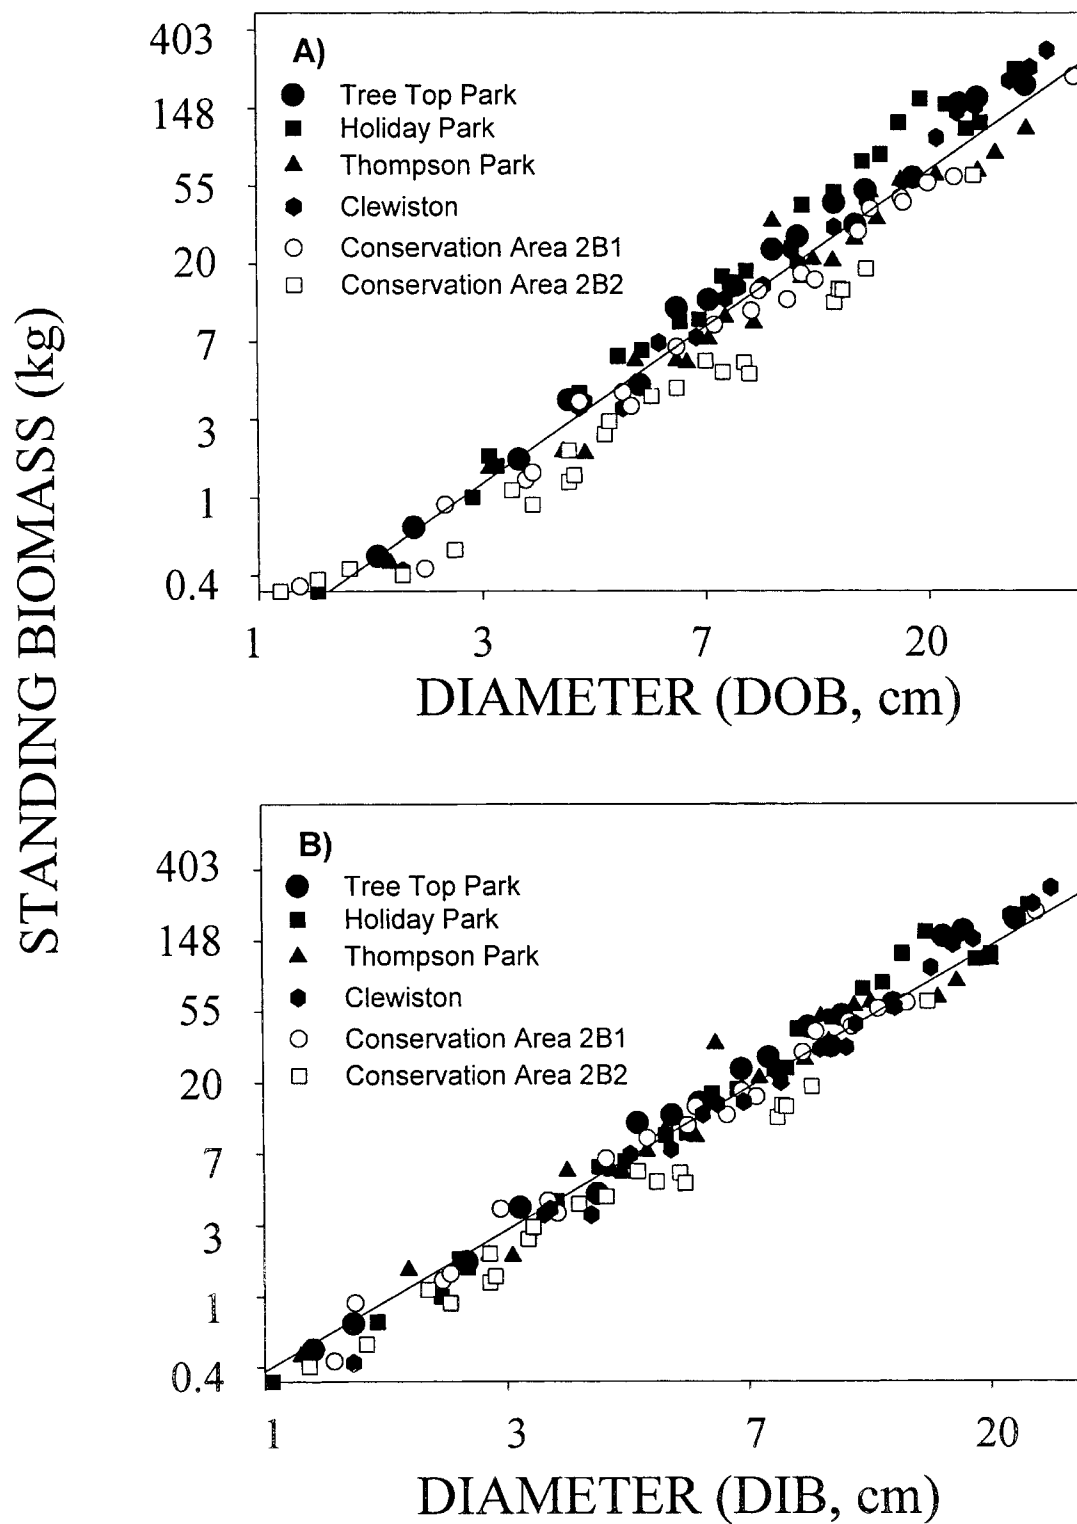 STANDING BIOMASS (kg)
A)
403
148
55
20
7
3
1
0.4
Tree Top Park
Holiday Park
Thompson Park
Clewiston
Conservation Area 2B1
Conservation Area 2B2
1 3 7 20
DIAMETER (DOB, cm)
B)
403
148
55
20
7
3
1
0.4
Tree Top Park
Holiday Park
Thompson Park
Clewiston
Conservation Area 2B1
Conservation Area 2B2
1 3 7 20
DIAMETER (DIB, cm)